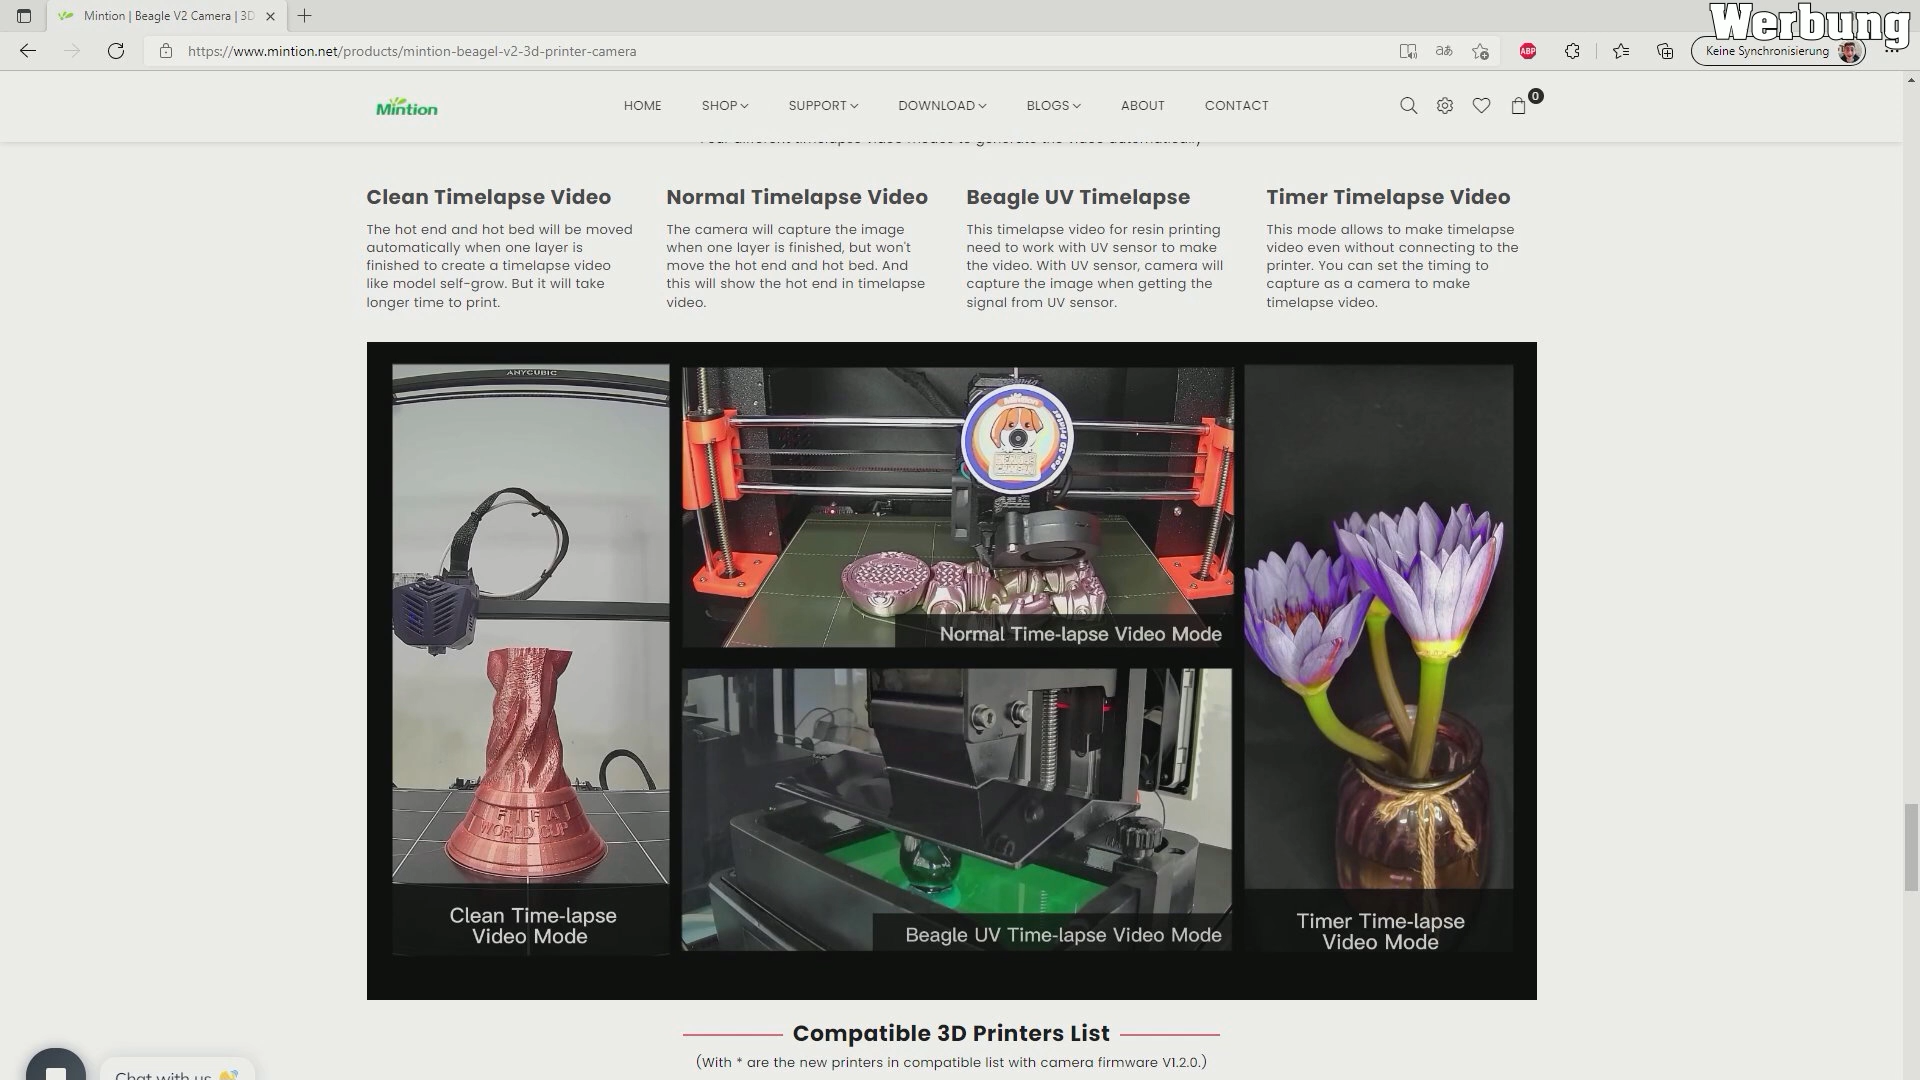 Mintion | Beagle V2 Camera | 3D
Werbung
https://www.mintion.net/products/mintion-beagel-v2-3d-printer-camera
ABP
Keine Synchronisierung
Mintion
HOME
SHOP
SUPPORT
DOWNLOAD
BLOGS
ABOUT
CONTACT
0
Clean Timelapse Video
The hot end and hot bed will be moved
automatically when one layer is
finished to create a timelapse video
like model self-grow. But it will take
longer time to print.
Normal Timelapse Video
The camera will capture the image
when one layer is finished, but won't
move the hot end and hot bed. And
this will show the hot end in timelapse
video.
Beagle UV Timelapse
This timelapse video for resin printing
need to work with UV sensor to make
the video. With UV sensor, camera will
capture the image when getting the
signal from UV sensor.
Timer Timelapse Video
This mode allows to make timelapse
video even without connecting to the
printer. You can set the timing to
capture as a camera to make
timelapse video.
ANYCUBIC
FIFA
WORLD CUP
Clean Time-lapse
Video Mode
Mintion
For 3D Printer
BEAGLE
CAMERA
Normal Time-lapse Video Mode
Beagle UV Time-lapse Video Mode
Timer Time-lapse
Video Mode
Compatible 3D Printers List
(With * are the new printers in compatible list with camera firmware V1.2.0.)
Chat with us